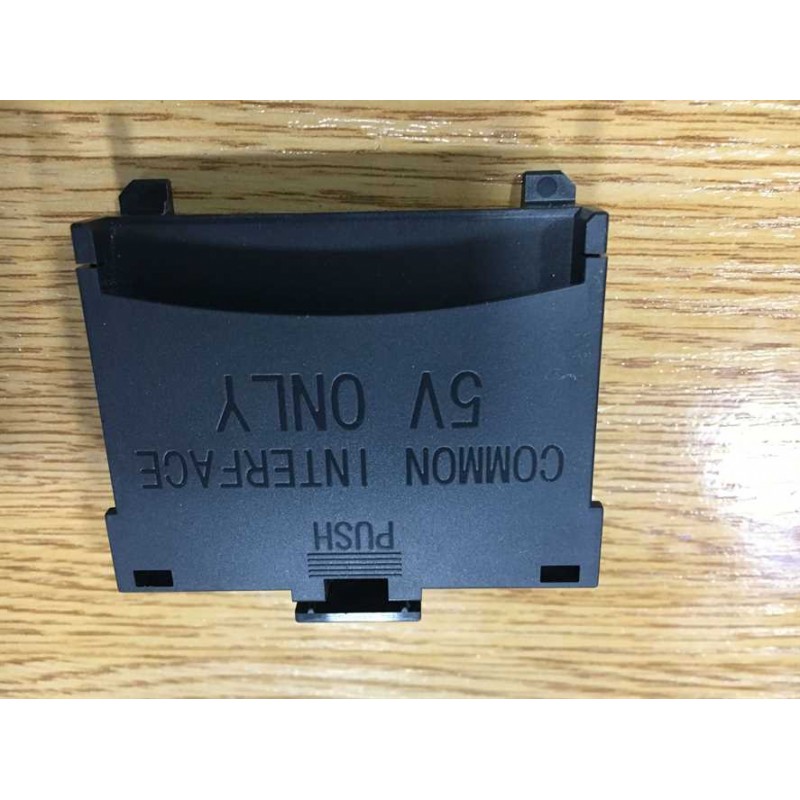 PUSH
COMMON INTERFACE
5V ONLY